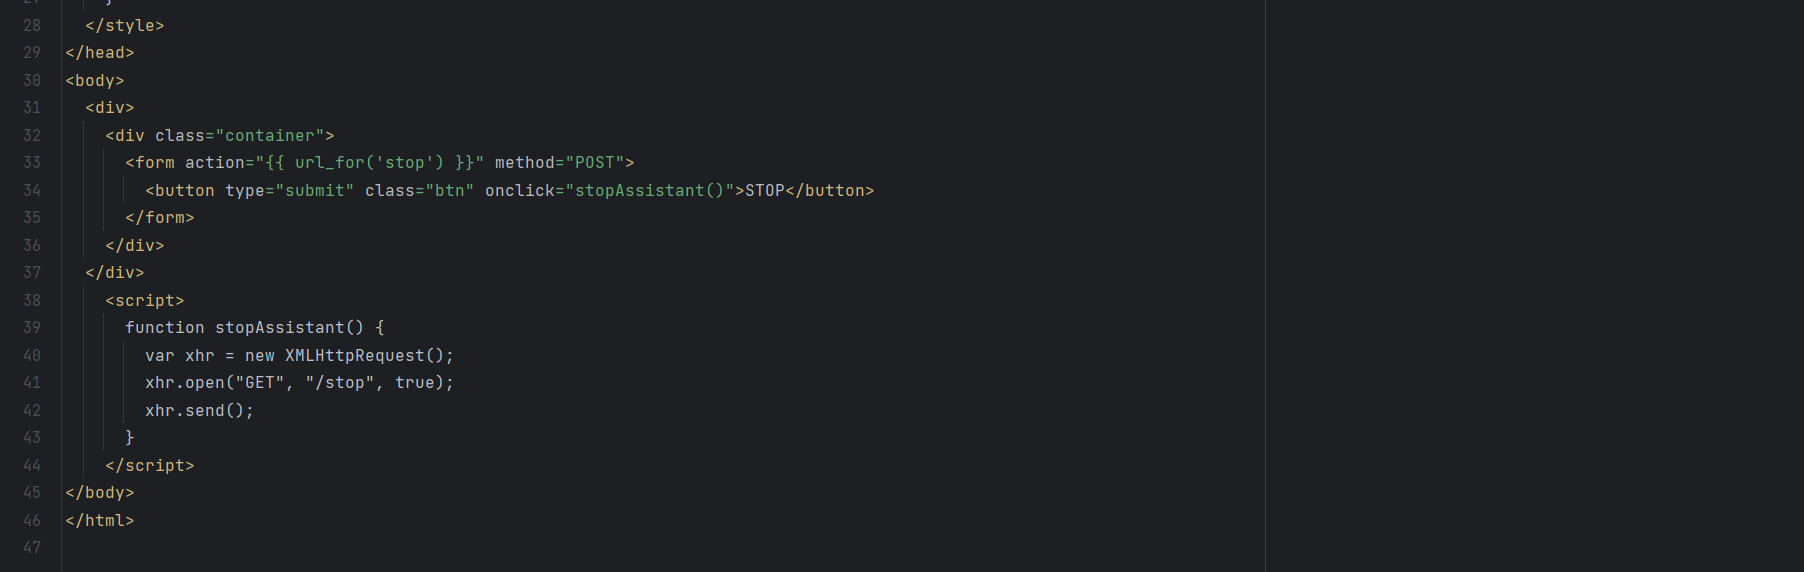 28 </style>
29 </head>
30 <body>
31 <div>
32 <div class="container">
33 <form action="{{ url_for('stop') }}" method="POST">
34 <button type="submit" class="btn" onclick="stopAssistant()">STOP</button>
35 </form>
36 </div>
37 </div>
38 <script>
39 function stopAssistant() {
40 var xhr = new XMLHttpRequest();
41 xhr.open("GET", "/stop", true);
42 xhr.send();
43 }
44 </script>
45 </body>
46 </html>
47